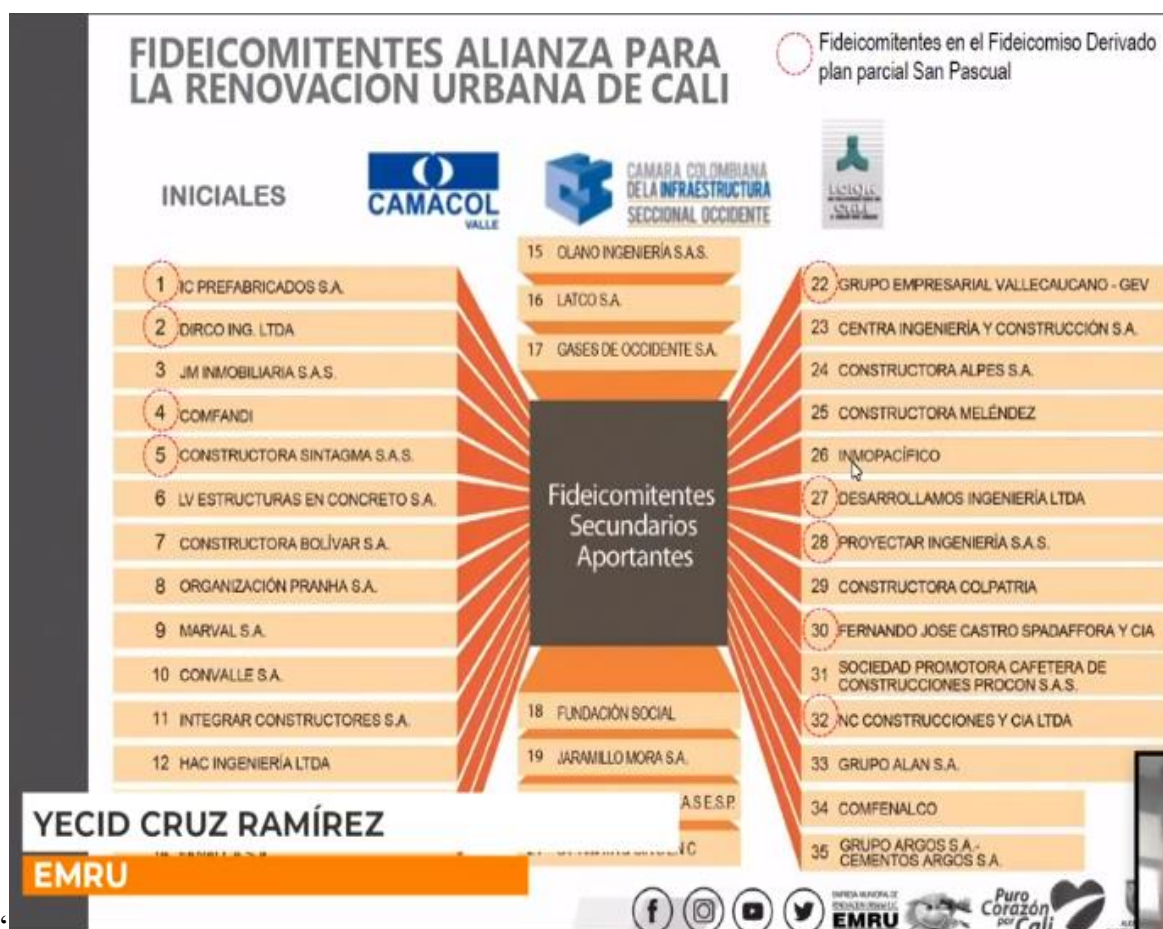 FIDEICOMITENTES ALIANZA PARA
LA RENOVACION URBANA DE CALI
Fideicomitentes en el Fideicomiso Derivado
plan parcial San Pascual
INICIALES
CAMACOL
VALLE
CAMARA COLOMBIANA
DE LA INFRAESTRUCTURA
SECCIONAL OCCIDENTE
1 IC PREFABRICADOS S.A.
2 DIRCO ING. LTDA
3 JM INMOBILIARIA S.A.S.
4 COMFANDI
5 CONSTRUCTORA SINTAGMA S.A.S.
6 LV ESTRUCTURAS EN CONCRETO S.A.
7 CONSTRUCTORA BOLÍVAR S.A.
8 ORGANIZACIÓN PRANHA S.A.
9 MARVAL S.A.
10 CONVALLE S.A.
11 INTEGRAR CONSTRUCTORES S.A.
12 HAC INGENIERÍA LTDA
15 OLANO INGENIERÍA S.A.S.
16 LATCO S.A.
17 GASES DE OCCIDENTE S.A.
Fideicomitentes
Secundarios
Aportantes
18 FUNDACIÓN SOCIAL
19 JARAMILLO MORA S.A.
A.S.E.S.P.
22 GRUPO EMPRESARIAL VALLECAUCANO - GEV
23 CENTRA INGENIERÍA Y CONSTRUCCIÓN S.A.
24 CONSTRUCTORA ALPES S.A.
25 CONSTRUCTORA MELÉNDEZ
26 INMOPACÍFICO
27 DESARROLLAMOS INGENIERÍA LTDA
28 PROYECTAR INGENIERÍA S.A.S.
29 CONSTRUCTORA COLPATRIA
30 FERNANDO JOSE CASTRO SPADAFFORA Y CIA
31 SOCIEDAD PROMOTORA CAFETERA DE
CONSTRUCCIONES PROCON S.A.S.
32 NC CONSTRUCCIONES Y CIA LTDA
33 GRUPO ALAN S.A.
34 COMFENALCO
35 GRUPO ARGOS S.A.-
CEMENTOS ARGOS S.A.
YECID CRUZ RAMÍREZ
EMRU
EMRU
Puro
Corazón
por Cali